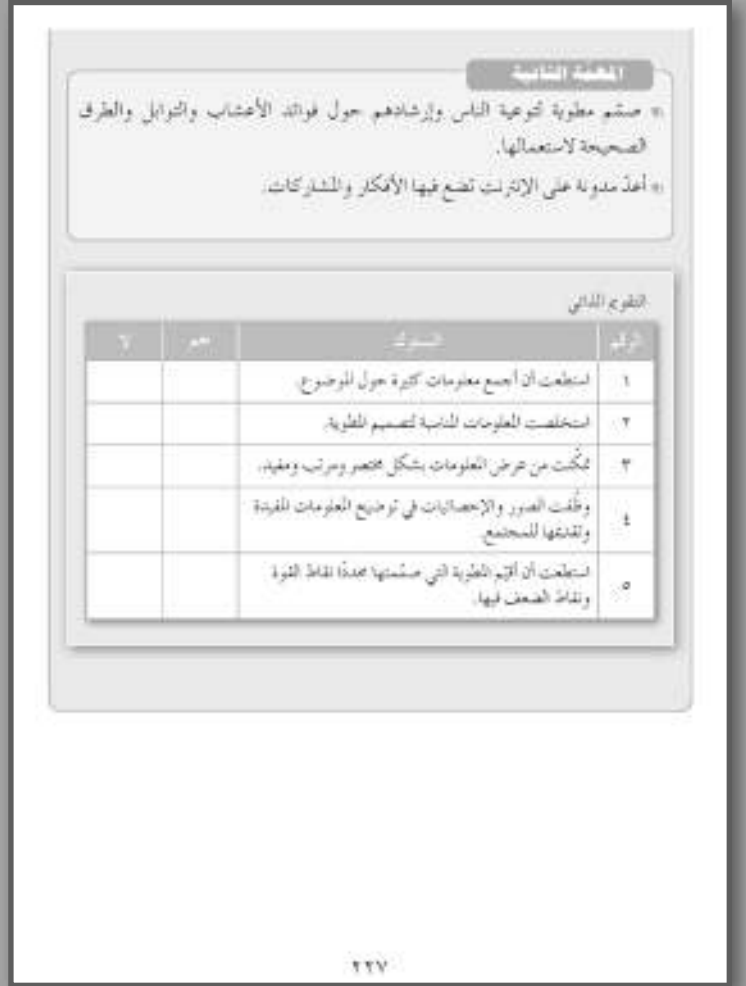 المهمة الثانية
صمّم مطوية لتوعية الناس وإرشادهم حول فوائد الأعشاب والتوابل والطرق
الصحيحة لاستعمالها.
أعدّ مدونة على الإنترنت تضع فيها الأفكار والمشاركات.
التقويم الذاتي
الرقم السلوك نعم لا
١ استطعت أن أجمع معلومات كثيرة حول الموضوع.
٢ استخلصت المعلومات المناسبة لتصميم المطوية.
٣ تمكّنت من عرض المعلومات بشكل مختصر ومرتب ومفيد.
٤ وظّفت الصور والإحصائيات في توضيح المعلومات المفيدة
وتقديمها للمجتمع.
٥ استطعت أن أقيّم المطوية التي صمّمتها محددًا نقاط القوة
ونقاط الضعف فيها.
٢٢٧